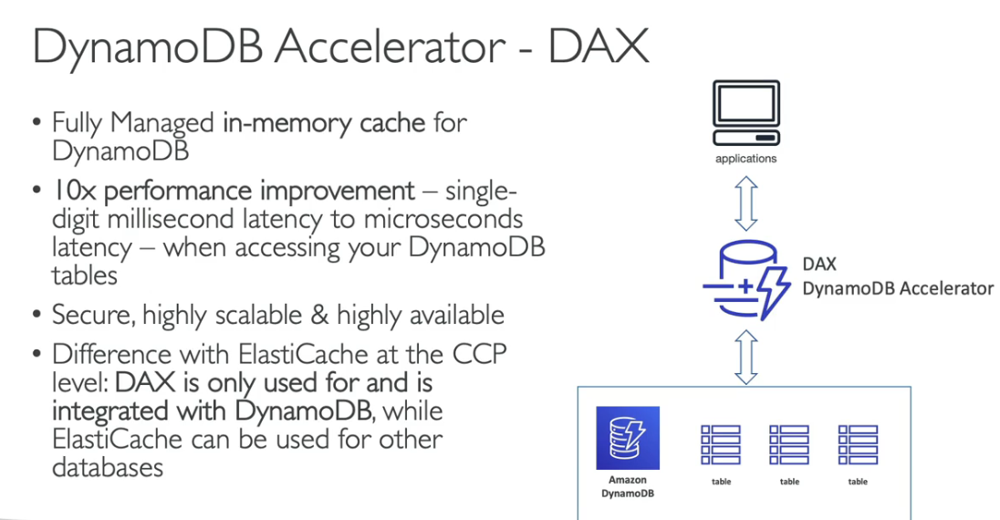 DynamoDB Accelerator - DAX
• Fully Managed in-memory cache for
DynamoDB
• 10x performance improvement – single-
digit millisecond latency to microseconds
latency – when accessing your DynamoDB
tables
• Secure, highly scalable & highly available
• Difference with ElastiCache at the CCP
level: DAX is only used for and is
integrated with DynamoDB, while
ElastiCache can be used for other
databases
applications
DAX
DynamoDB Accelerator
Amazon
DynamoDB
table
table
table